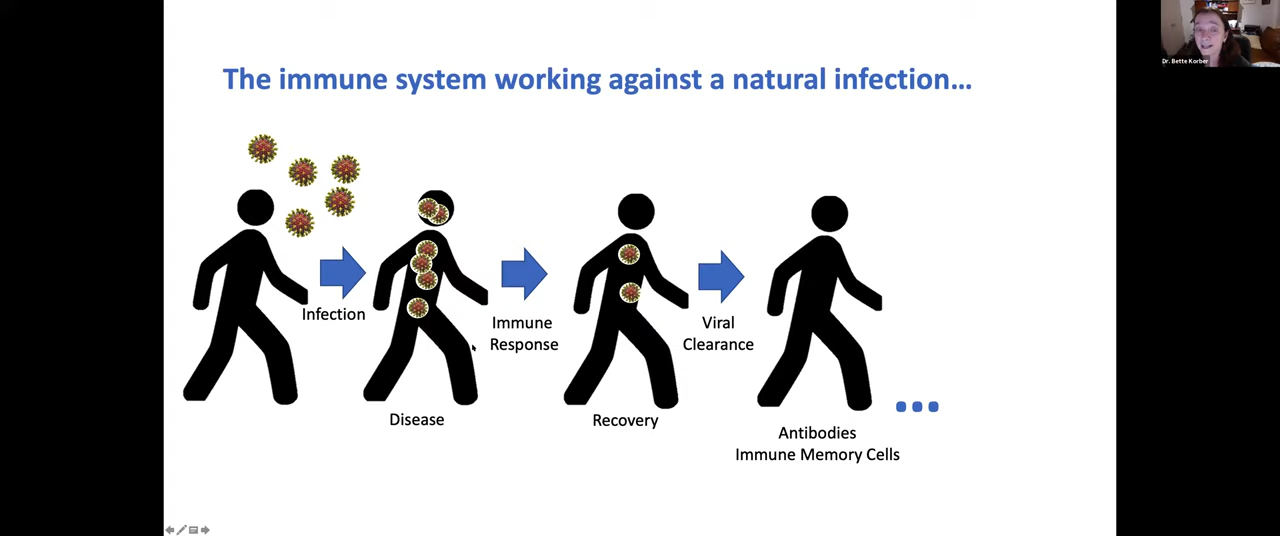 The immune system working against a natural infection...
Dr. Bette Korber
Infection
Immune
Response
Viral
Clearance
Disease
Recovery
Antibodies
Immune Memory Cells
...